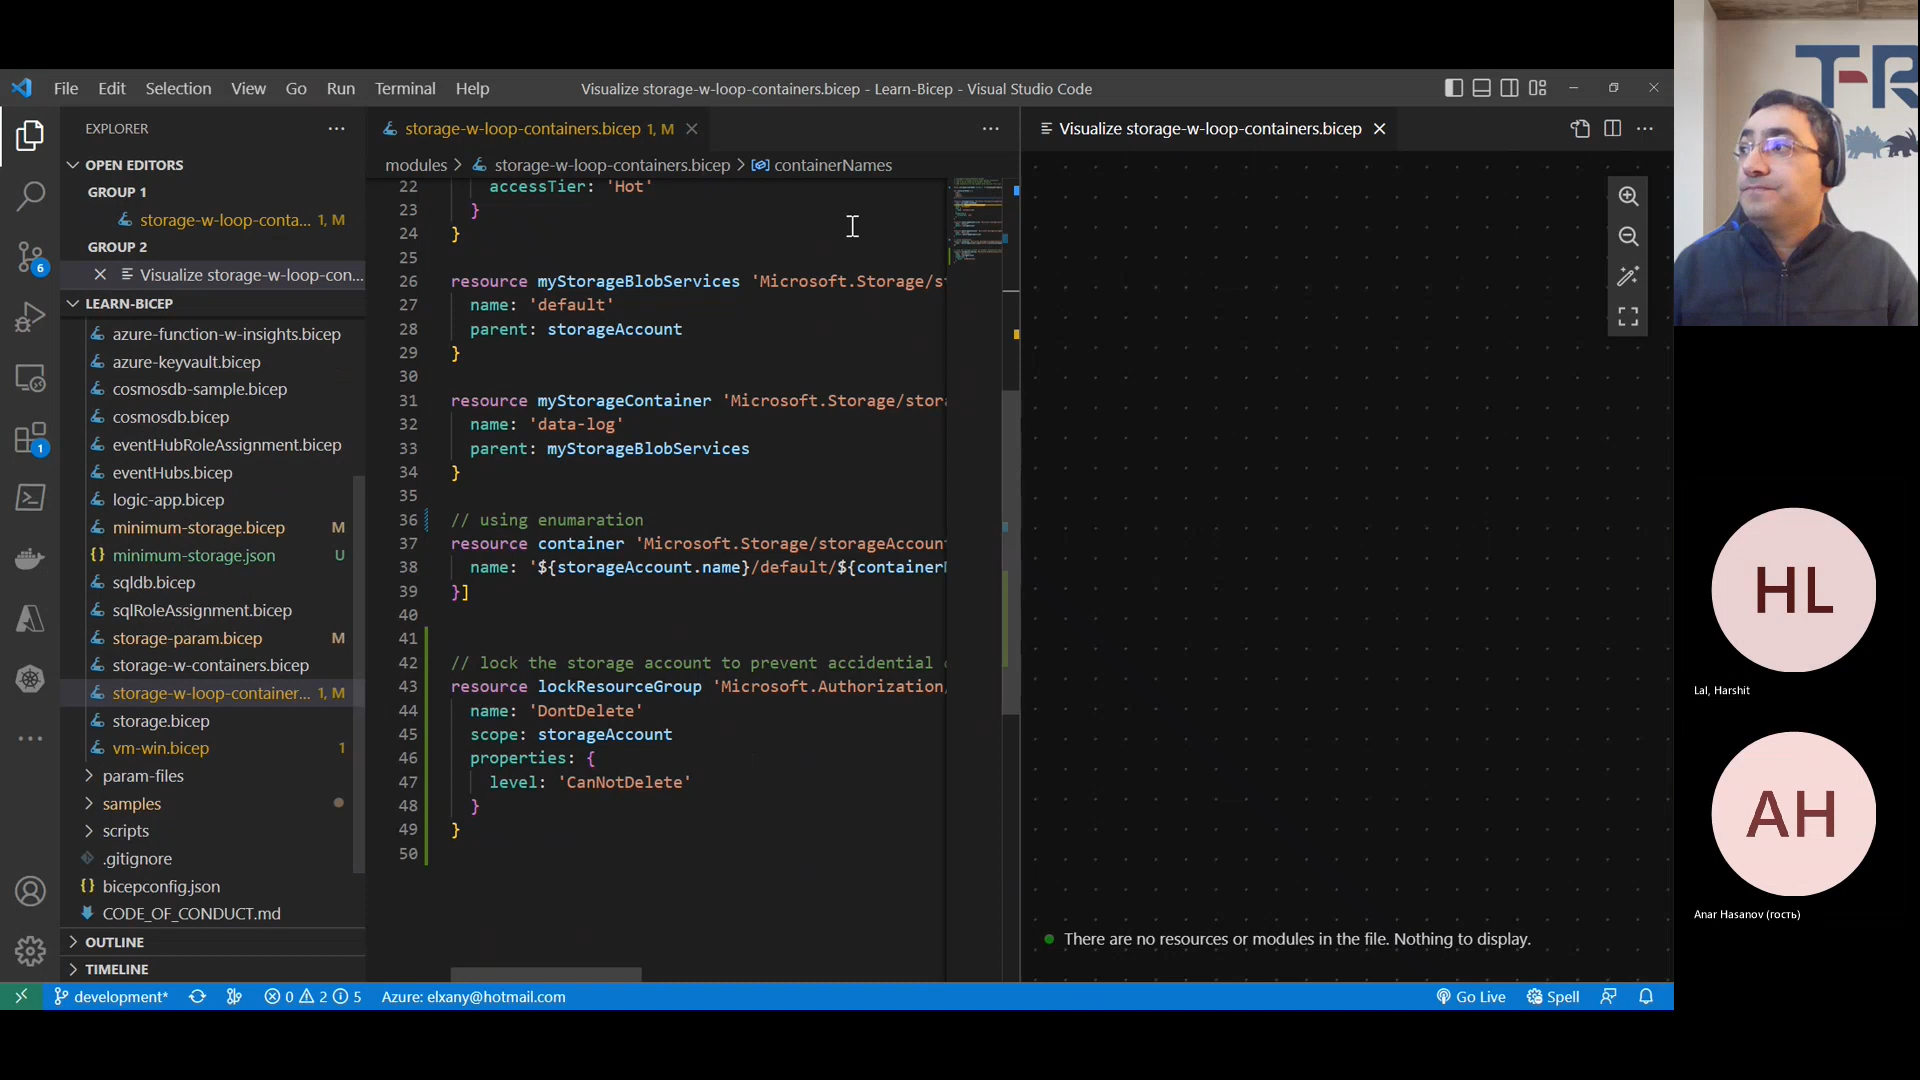 File Edit Selection View Go Run Terminal Help
Visualize storage-w-loop-containers.bicep - Learn-Bicep - Visual Studio Code
EXPLORER
OPEN EDITORS
GROUP 1
storage-w-loop-conta... 1, M
GROUP 2
Visualize storage-w-loop-con...
LEARN-BICEP
azure-function-w-insights.bicep
azure-keyvault.bicep
cosmosdb-sample.bicep
cosmosdb.bicep
eventHubRoleAssignment.bicep
eventHubs.bicep
logic-app.bicep
minimum-storage.bicep M
{} minimum-storage.json U
sqldb.bicep
sqlRoleAssignment.bicep
storage-param.bicep M
storage-w-containers.bicep
storage-w-loop-container... 1, M
storage.bicep
vm-win.bicep 1
param-files
samples
scripts
.gitignore
{} bicepconfig.json
CODE_OF_CONDUCT.md
OUTLINE
TIMELINE
6
1
storage-w-loop-containers.bicep 1, M
modules > storage-w-loop-containers.bicep > containerNames
22 accessTier: 'Hot'
23 }
24 }
25
26 resource myStorageBlobServices 'Microsoft.Storage/st
27 name: 'default'
28 parent: storageAccount
29 }
30
31 resource myStorageContainer 'Microsoft.Storage/stora
32 name: 'data-log'
33 parent: myStorageBlobServices
34 }
35
36 // using enumaration
37 resource container 'Microsoft.Storage/storageAccount
38 name: '${storageAccount.name}/default/${containerN
39 }]
40
41
42 // lock the storage account to prevent accidential
43 resource lockResourceGroup 'Microsoft.Authorization/
44 name: 'DontDelete'
45 scope: storageAccount
46 properties: {
47 level: 'CanNotDelete'
48 }
49 }
50
Visualize storage-w-loop-containers.bicep
There are no resources or modules in the file. Nothing to display.
development* 0 2 5 Azure: elxany@hotmail.com
Go Live Spell
HL
Lal, Harshit
AH
Anar Hasanov (гость)